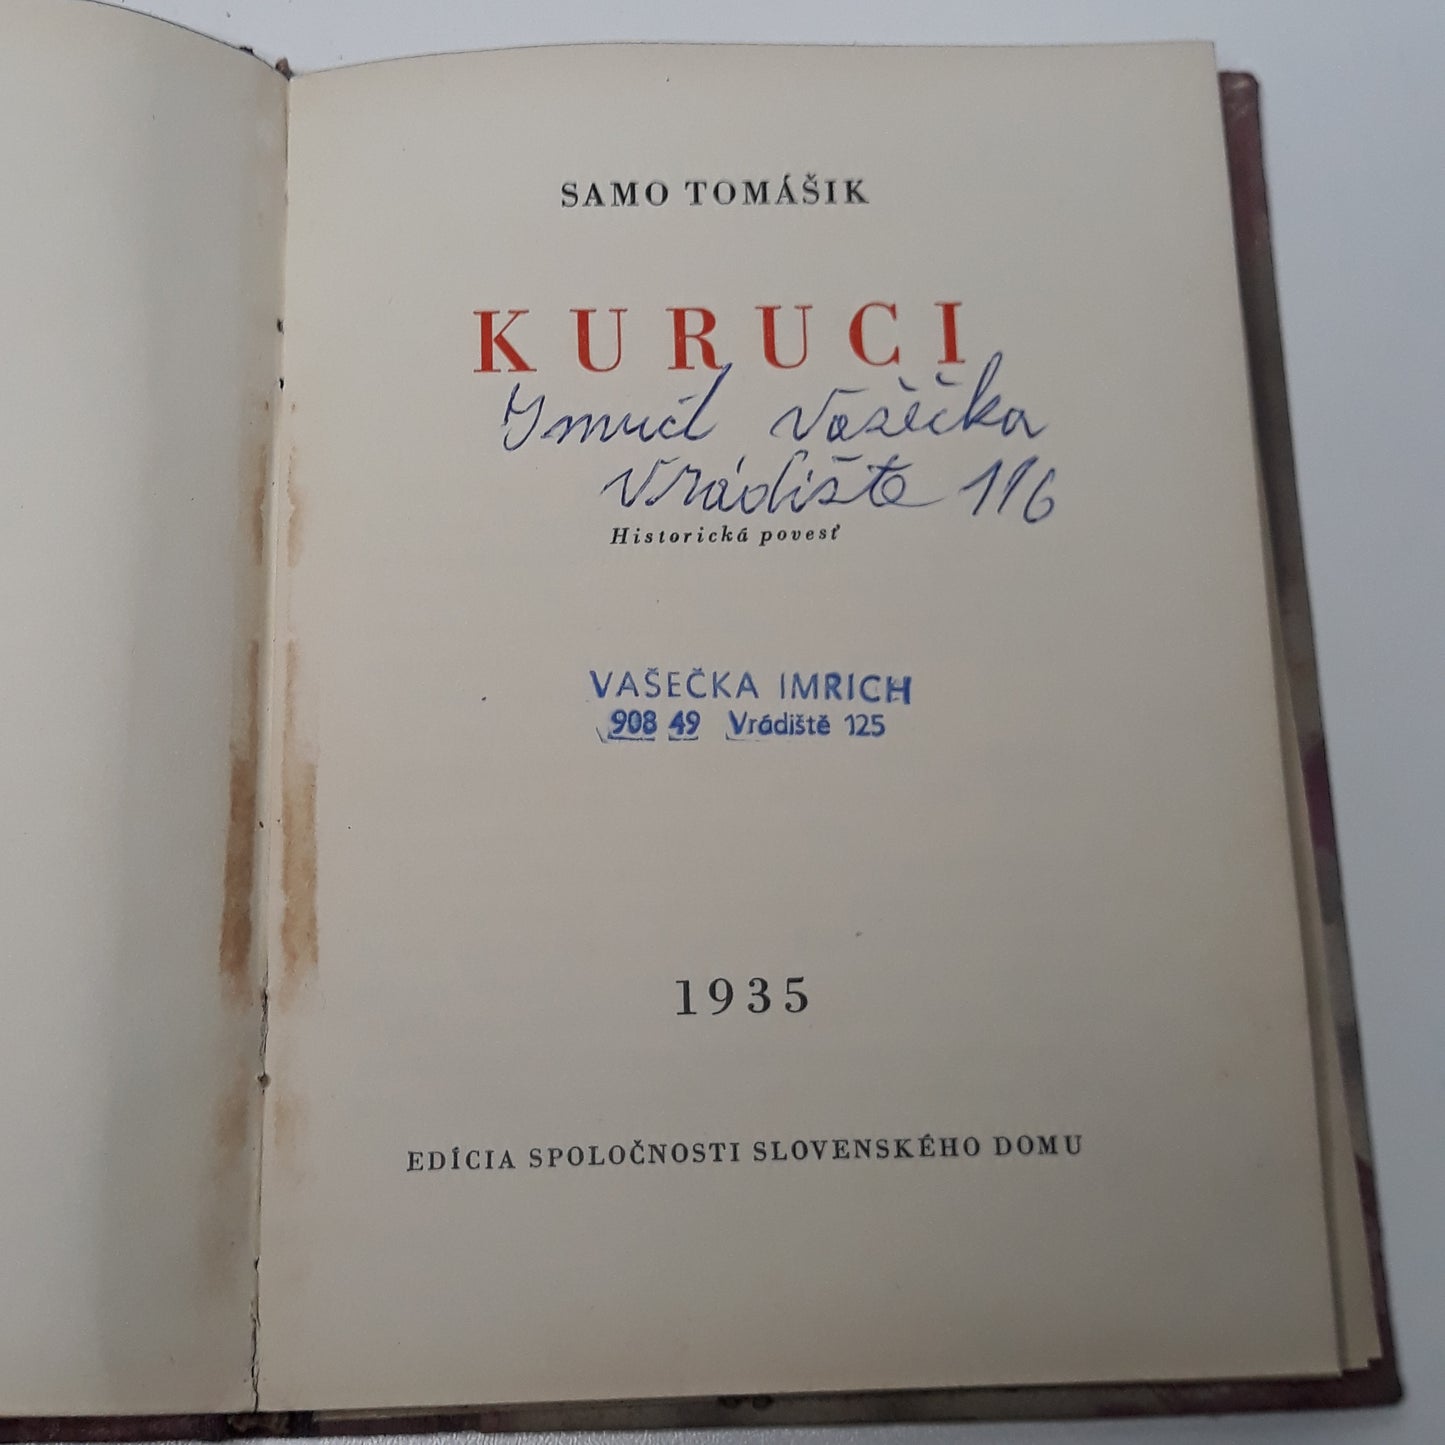 SAMO TOMÁŠIK
KURUCI
Imrich Vašečka
Vrádište 116
Historická povesť
VAŠEČKA IMRICH
908 49 Vrádiště 125
1935
EDÍCIA SPOLOČNOSTI SLOVENSKÉHO DOMU